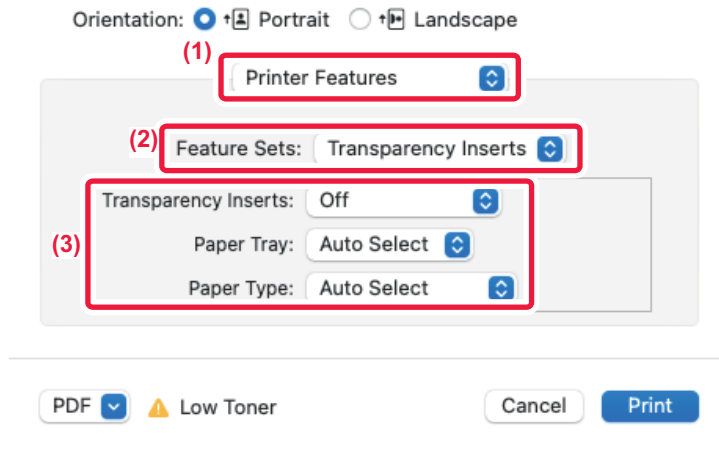 Orientation: Portrait Landscape
(1)
Printer Features
(2)
Feature Sets: Transparency Inserts
Transparency Inserts: Off
(3)
Paper Tray: Auto Select
Paper Type: Auto Select
PDF Low Toner Cancel Print